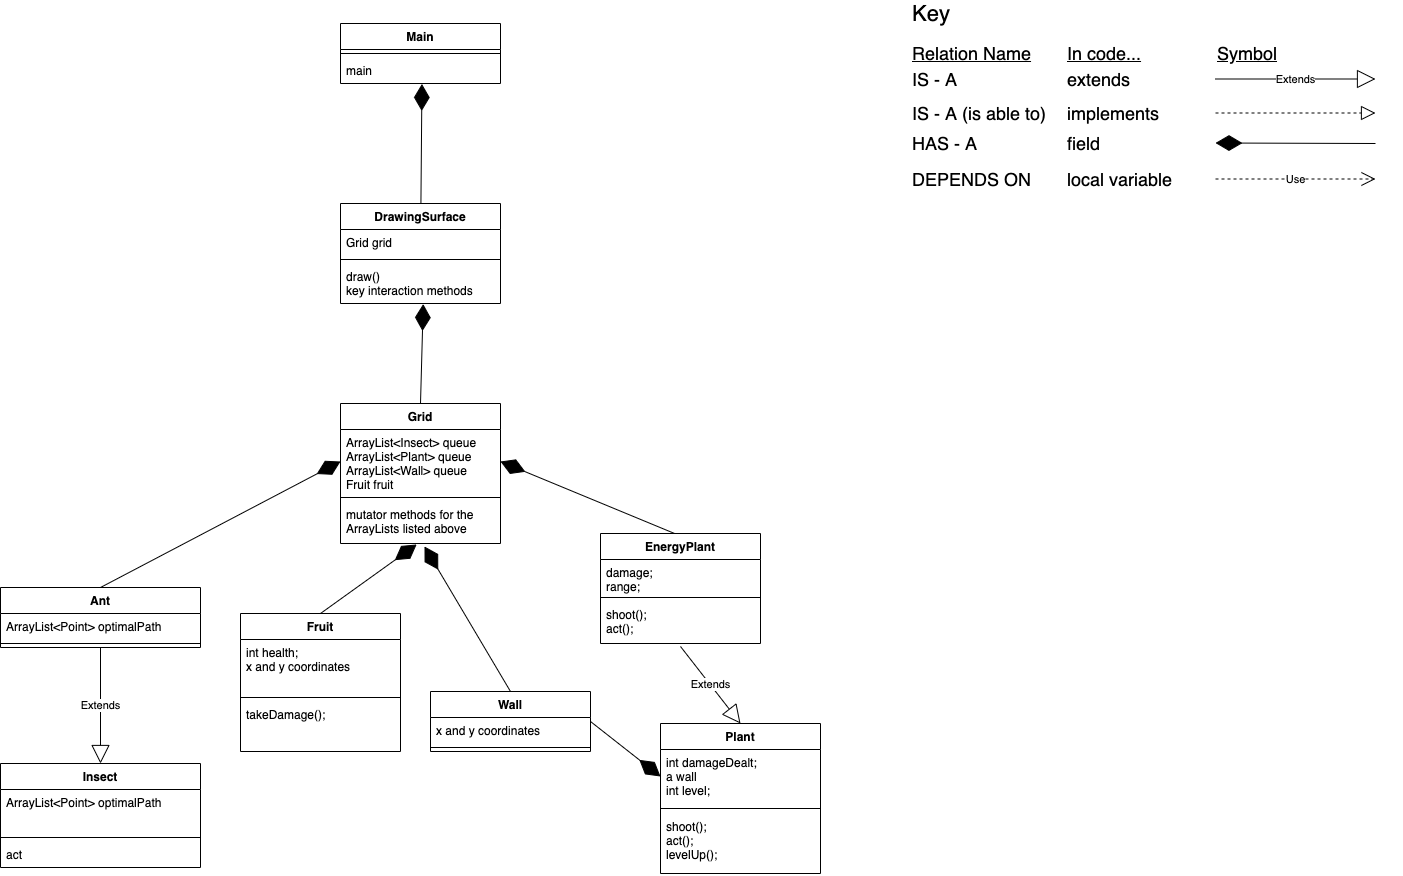 Key
Relation Name In code... Symbol
IS - A extends Extends
IS - A (is able to) implements
HAS - A field
DEPENDS ON local variable Use
Main
main
DrawingSurface
Grid grid
draw()
key interaction methods
Grid
ArrayList<Insect> queue
ArrayList<Plant> queue
ArrayList<Wall> queue
Fruit fruit
mutator methods for the
ArrayLists listed above
Ant
ArrayList<Point> optimalPath
Extends
Insect
ArrayList<Point> optimalPath
act
Fruit
int health;
x and y coordinates
takeDamage();
Wall
x and y coordinates
EnergyPlant
damage;
range;
shoot();
act();
Extends
Plant
int damageDealt;
a wall
int level;
shoot();
act();
levelUp();